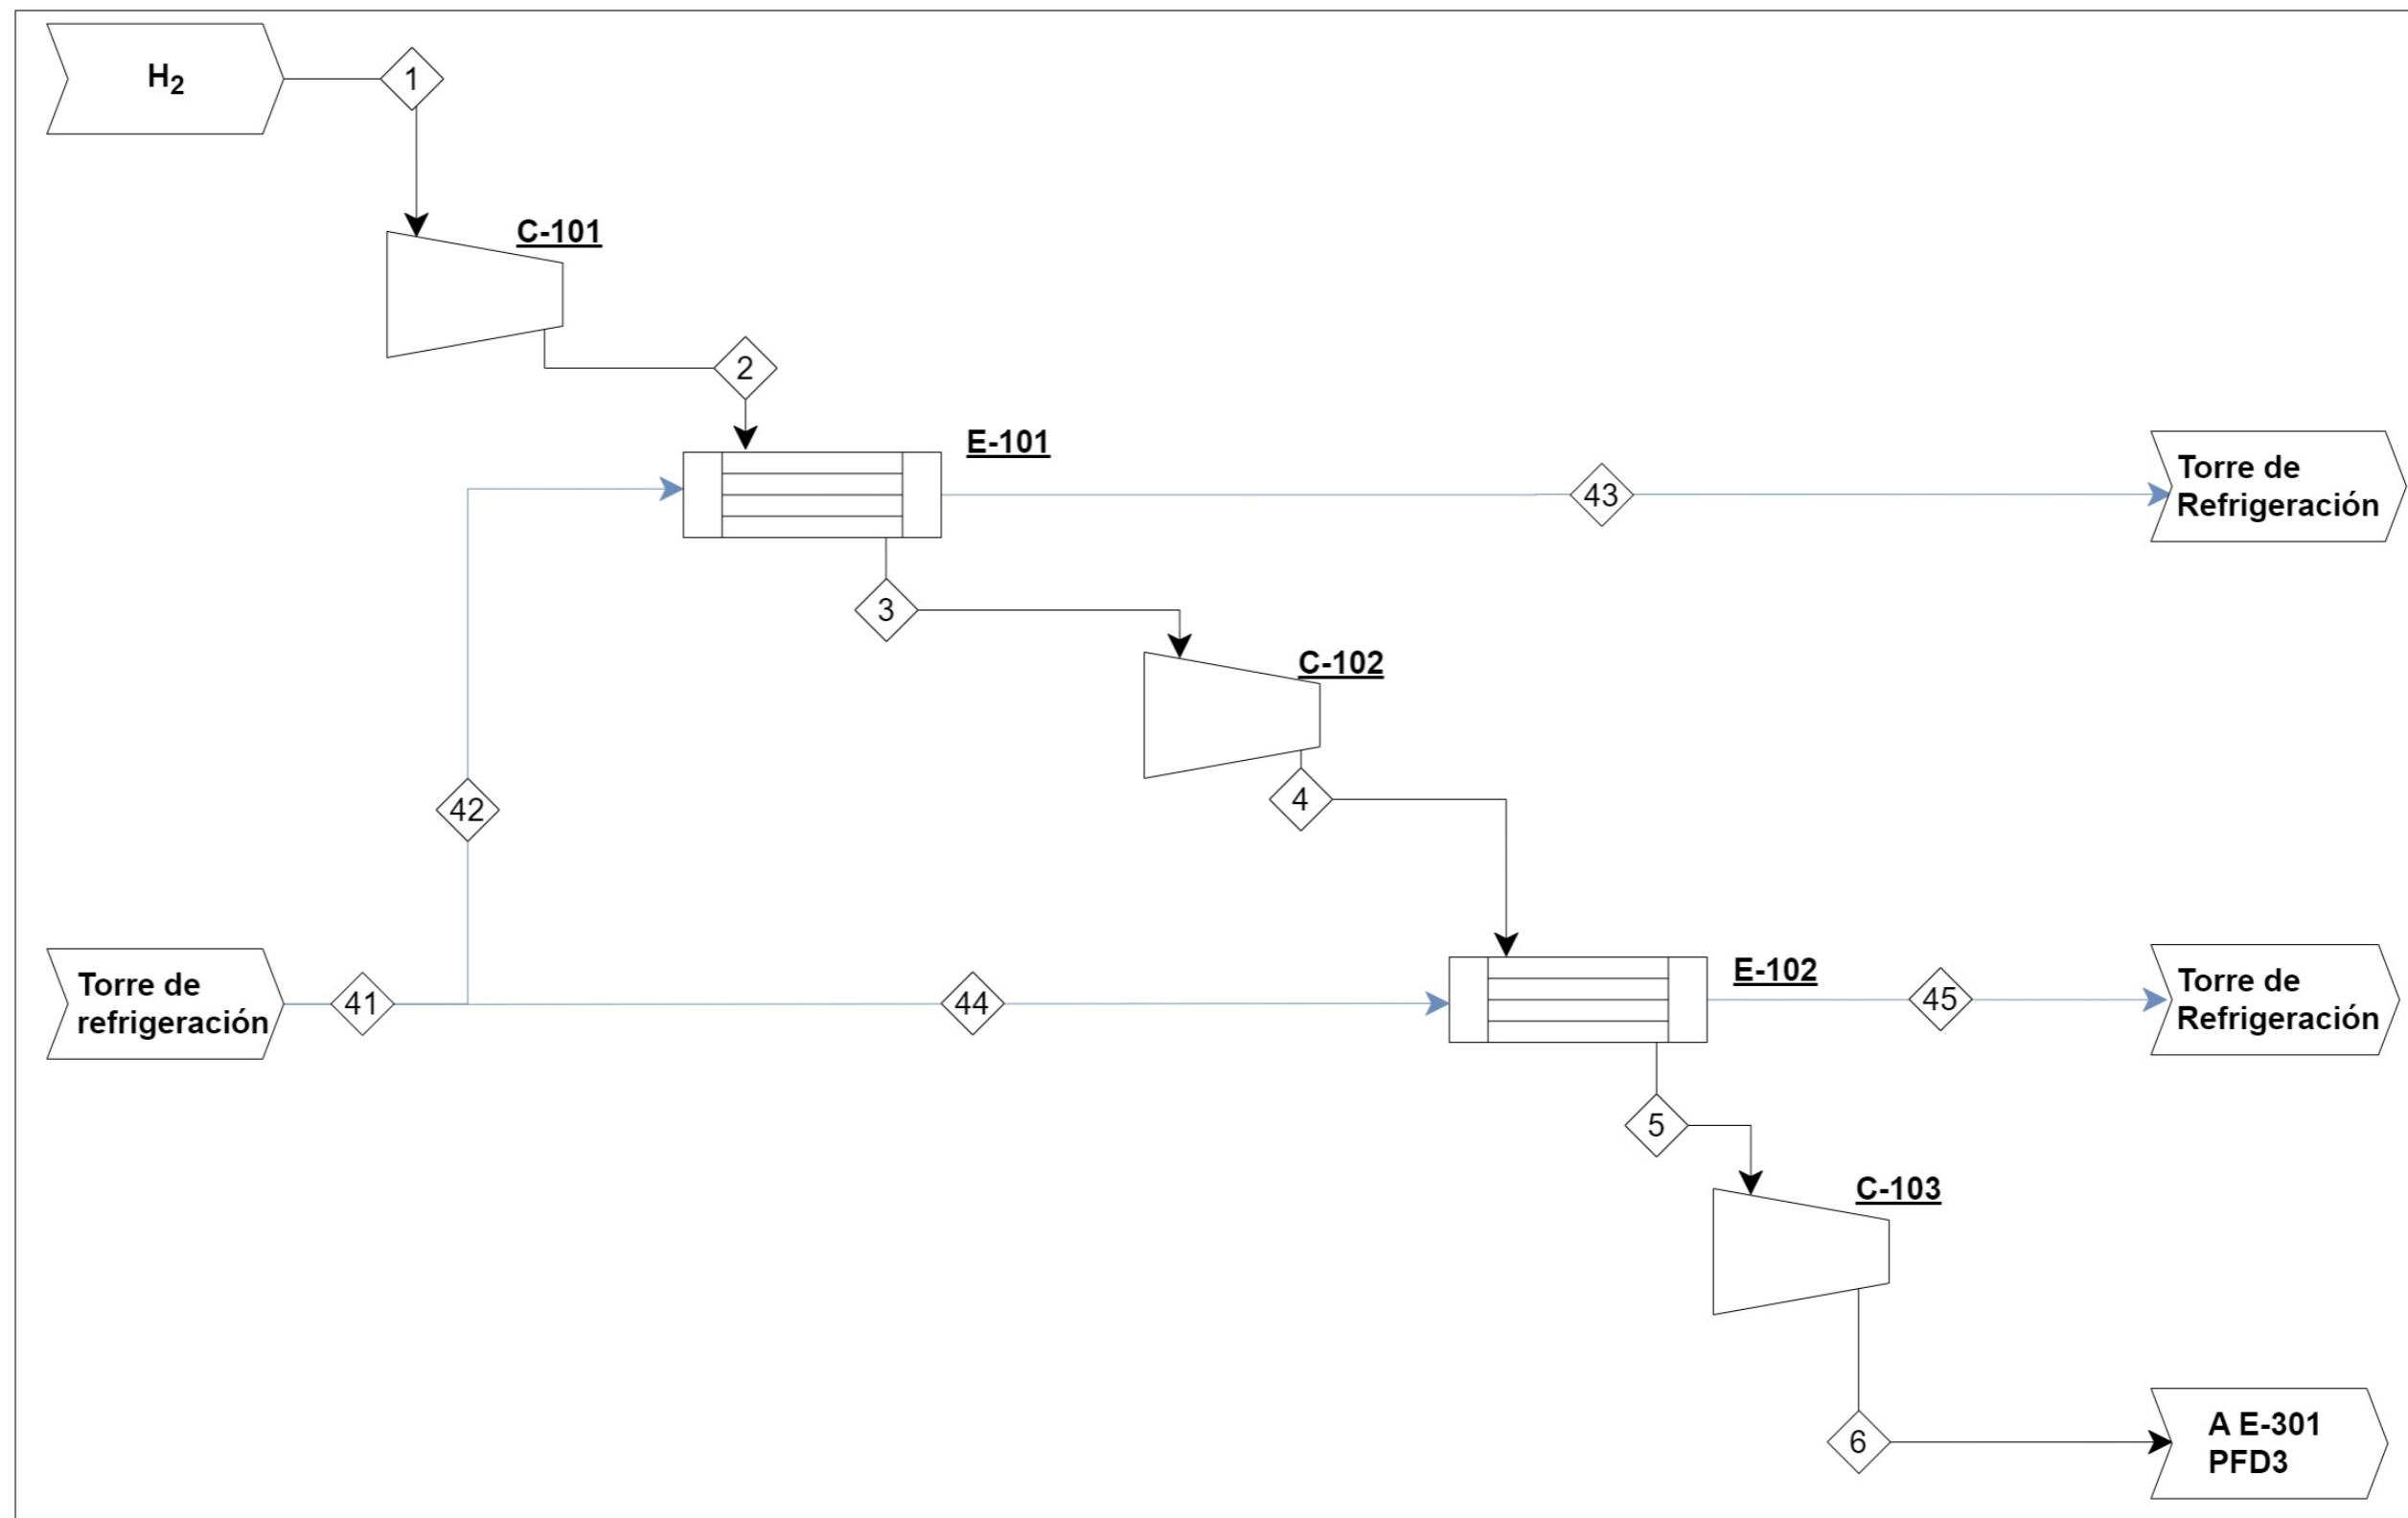 H₂
1
C-101
2
E-101
43
Torre de
Refrigeración
3
C-102
42
4
Torre de
refrigeración
41
44
E-102
45
Torre de
Refrigeración
5
C-103
6
A E-301
PFD3